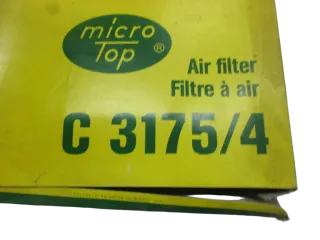 micro
Top ®
Air filter
Filtre à air
C 3175/4